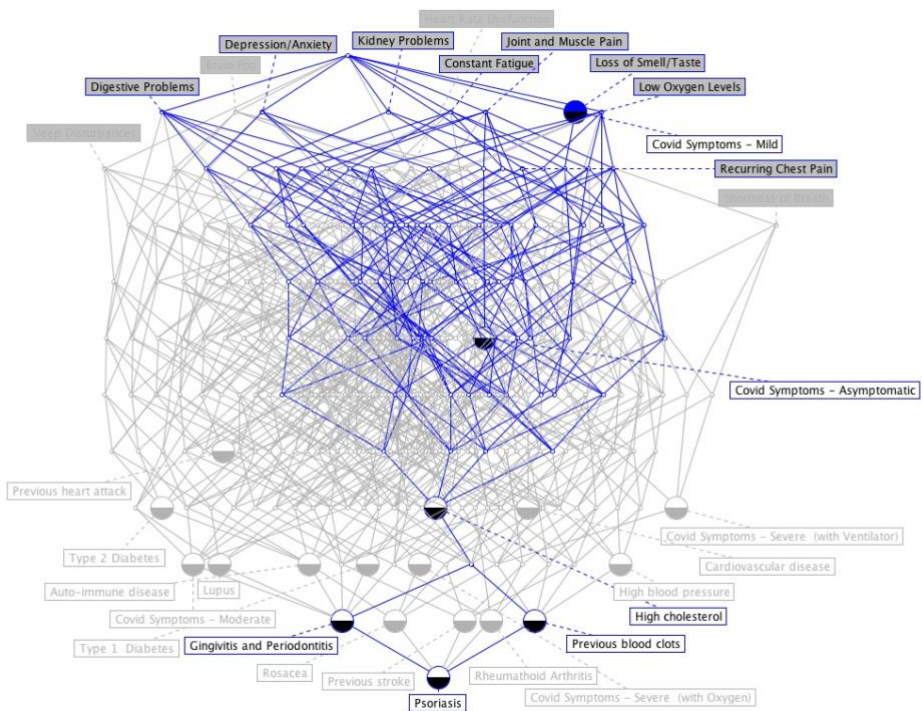 Heart Rate Dysfunction
Depression/Anxiety
Kidney Problems
Joint and Muscle Pain
Brain Fog
Constant Fatigue
Loss of Smell/Taste
Digestive Problems
Low Oxygen Levels
Sleep Disturbances
Covid Symptoms - Mild
Recurring Chest Pain
Shortness of Breath
Covid Symptoms - Asymptomatic
Previous heart attack
Covid Symptoms - Severe (with Ventilator)
Type 2 Diabetes
Cardiovascular disease
Auto-immune disease
Lupus
High blood pressure
Covid Symptoms - Moderate
High cholesterol
Type 1 Diabetes
Gingivitis and Periodontitis
Previous blood clots
Rosacea
Previous stroke
Rheumathoid Arthritis
Covid Symptoms - Severe (with Oxygen)
Psoriasis